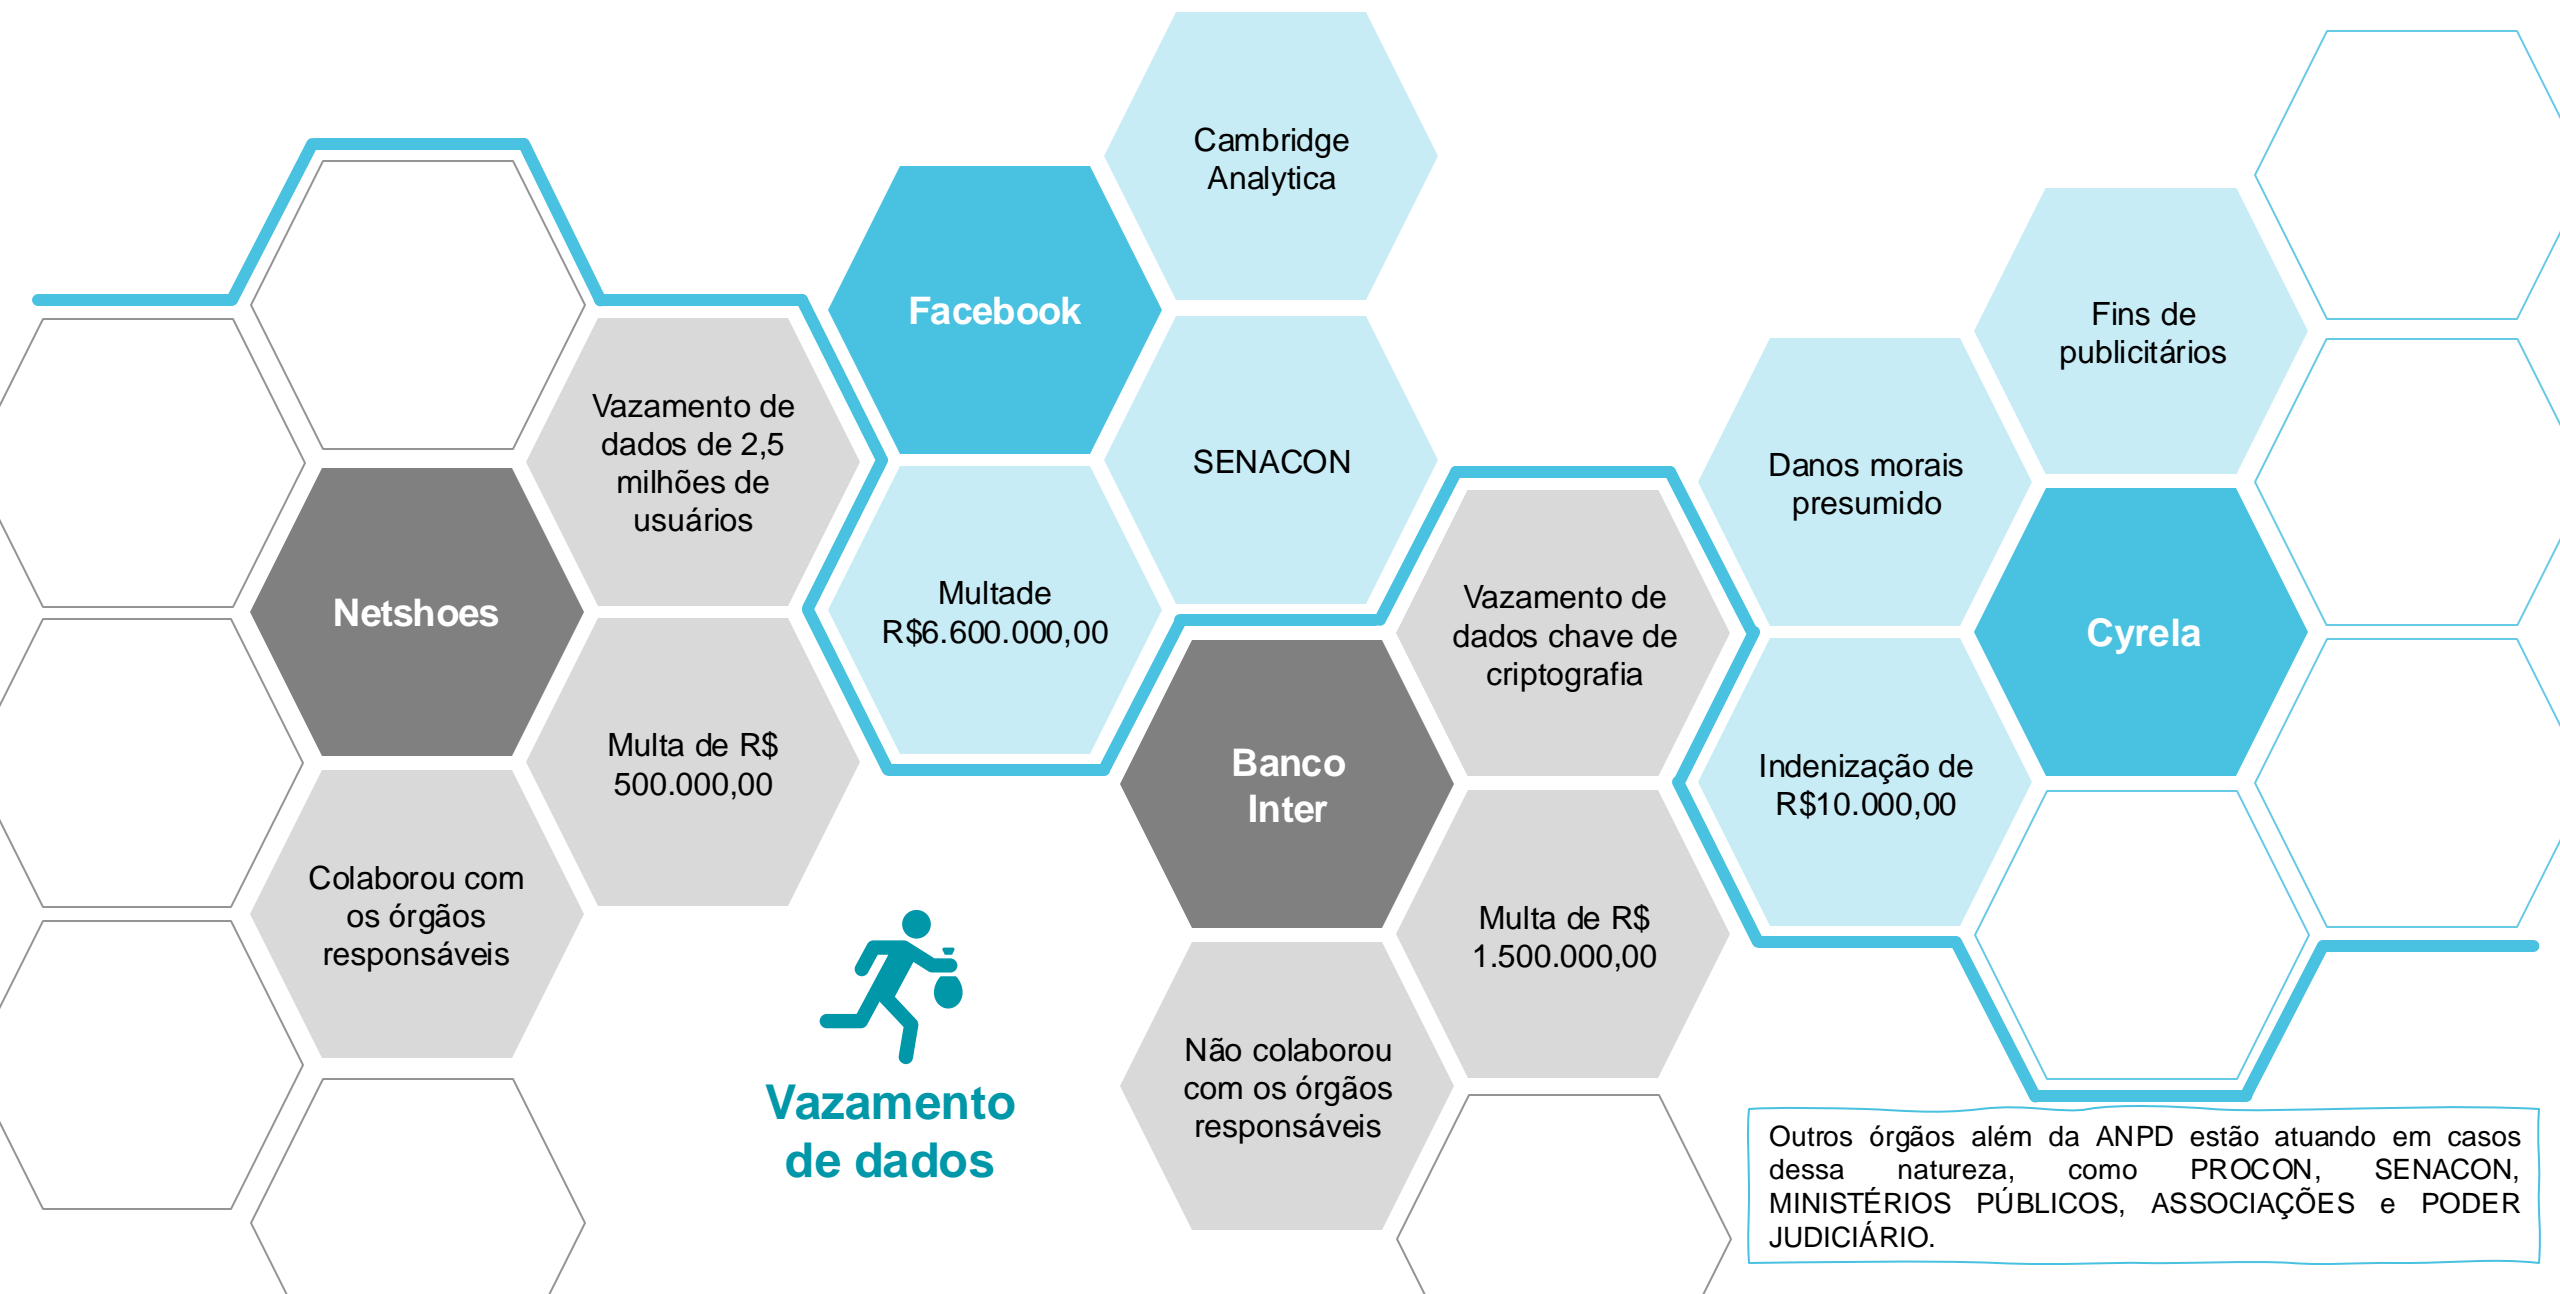 Netshoes
Vazamento de
dados de 2,5
milhões de
usuários
Multa de R$
500.000,00
Colaborou com
os órgãos
responsáveis
Facebook
Cambridge
Analytica
SENACON
Multade
R$6.600.000,00
Banco
Inter
Vazamento de
dados chave de
criptografia
Multa de R$
1.500.000,00
Não colaborou
com os órgãos
responsáveis
Cyrela
Fins de
publicitários
Danos morais
presumido
Indenização de
R$10.000,00
Vazamento
de dados
Outros órgãos além da ANPD estão atuando em casos
dessa natureza, como PROCON, SENACON,
MINISTÉRIOS PÚBLICOS, ASSOCIAÇÕES e PODER
JUDICIÁRIO.